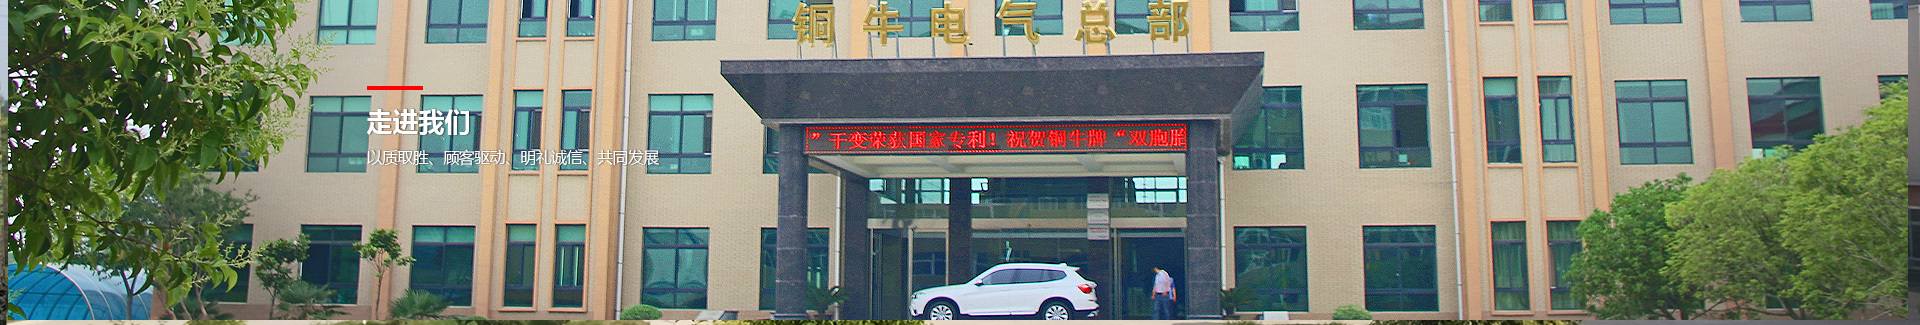 铜牛电气总部
走进我们
以质取胜、顾客驱动、明礼诚信、共同发展
”干变荣获国家专利！祝贺铜牛牌“双胞胎